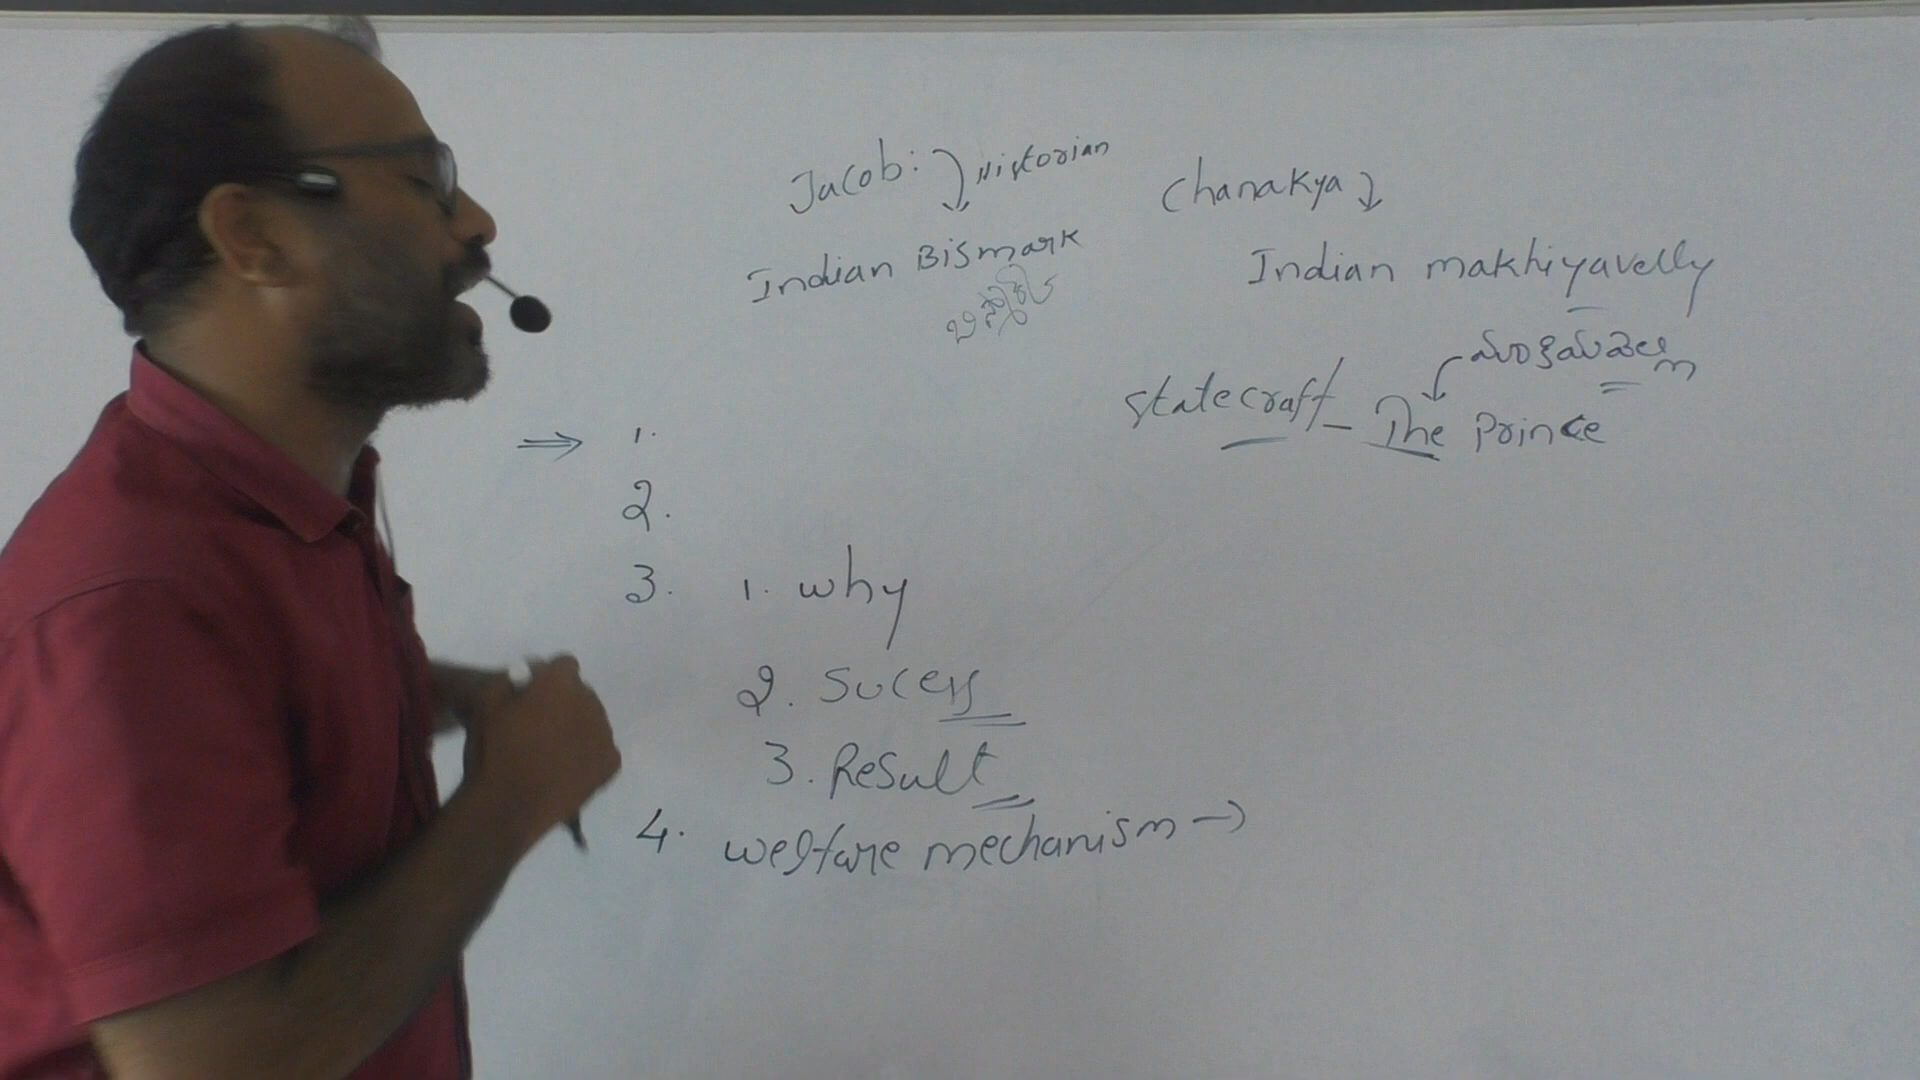 Jacob: Historian
Indian Bismark
Chanakya
Indian makhiyavelly
statecraft - The Prince
1.
2.
3. 1. why
2. Sucess
3. Result
4. welfare mechanism →